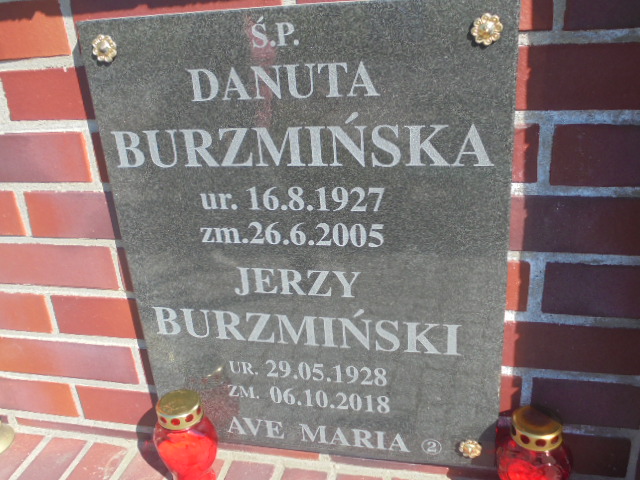 Ś.P.
DANUTA
BURZMIŃSKA
ur. 16.8.1927
zm.26.6.2005
JERZY
BURZMIŃSKI
UR. 29.05.1928
ZM. 06.10.2018
AVE MARIA ②